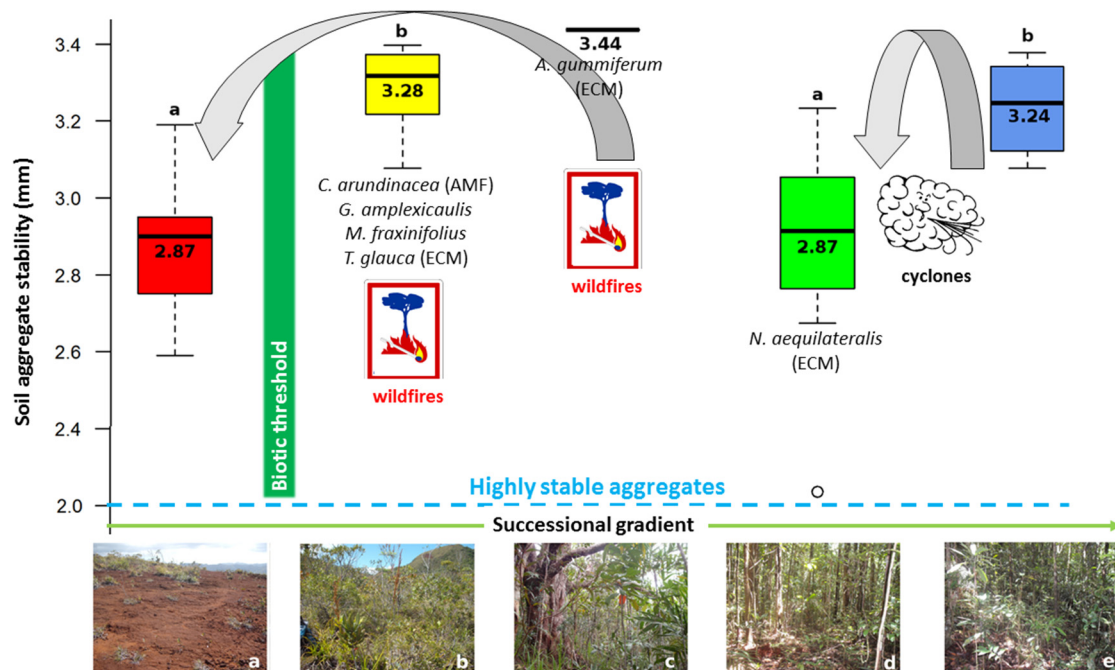 Soil aggregate stability (mm)
3.4
3.2
3.0
2.8
2.6
2.4
2.2
2.0
a
2.87
Biotic threshold
b
3.28
C. arundinacea (AMF)
G. amplexicaulis
M. fraxinifolius
T. glauca (ECM)
wildfires
3.44
A. gummiferum
(ECM)
wildfires
a
2.87
N. aequilateralis
(ECM)
cyclones
b
3.24
Highly stable aggregates
Successional gradient
a
b
c
d
e